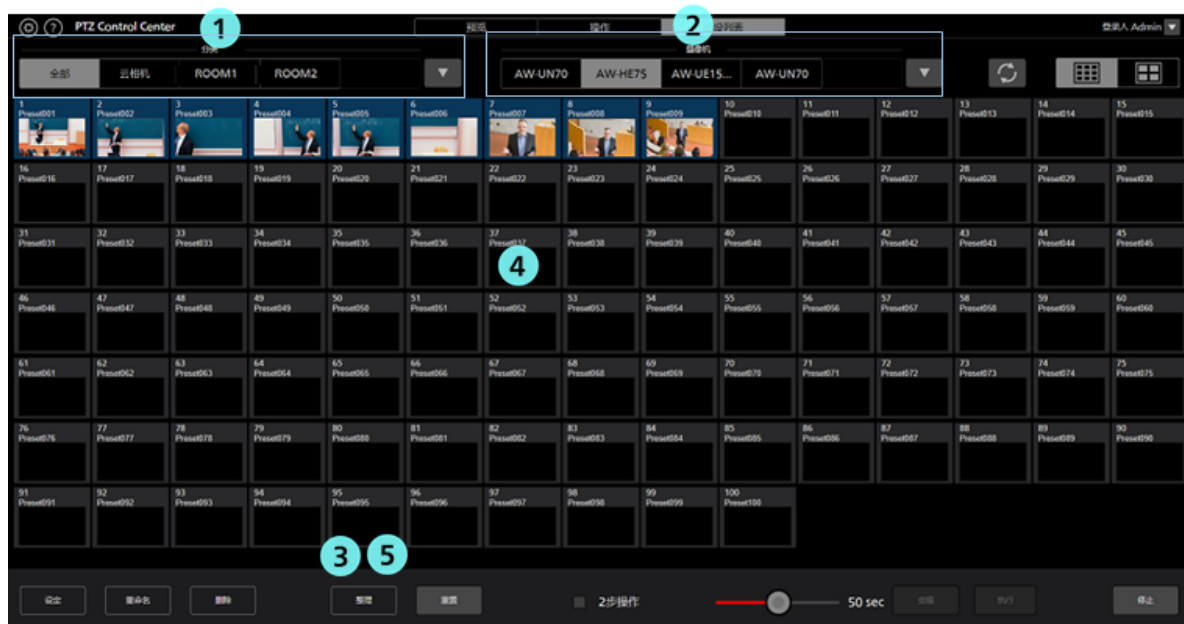 PTZ Control Center
1
预览
操作
2
登录人 Admin
全部
云相机
ROOM1
ROOM2
AW-UN70
AW-HE75
AW-UE15...
AW-UN70
1 2 3 4 5 6 7 8 9 10 11 12 13 14 15
Preset001 Preset002 Preset003 Preset004 Preset005 Preset006 Preset007 Preset008 Preset009 Preset010 Preset011 Preset012 Preset013 Preset014 Preset015
16 17 18 19 20 21 22 23 24 25 26 27 28 29 30
Preset016 Preset017 Preset018 Preset019 Preset020 Preset021 Preset022 Preset023 Preset024 Preset025 Preset026 Preset027 Preset028 Preset029 Preset030
31 32 33 34 35 36 37 38 39 40 41 42 43 44 45
Preset031 Preset032 Preset033 Preset034 Preset035 Preset036 Preset037 Preset038 Preset039 Preset040 Preset041 Preset042 Preset043 Preset044 Preset045
4
46 47 48 49 50 51 52 53 54 55 56 57 58 59 60
Preset046 Preset047 Preset048 Preset049 Preset050 Preset051 Preset052 Preset053 Preset054 Preset055 Preset056 Preset057 Preset058 Preset059 Preset060
61 62 63 64 65 66 67 68 69 70 71 72 73 74 75
Preset061 Preset062 Preset063 Preset064 Preset065 Preset066 Preset067 Preset068 Preset069 Preset070 Preset071 Preset072 Preset073 Preset074 Preset075
76 77 78 79 80 81 82 83 84 85 86 87 88 89 90
Preset076 Preset077 Preset078 Preset079 Preset080 Preset081 Preset082 Preset083 Preset084 Preset085 Preset086 Preset087 Preset088 Preset089 Preset090
91 92 93 94 95 96 97 98 99 100
Preset091 Preset092 Preset093 Preset094 Preset095 Preset096 Preset097 Preset098 Preset099 Preset100
3 5
设定
重命名
删除
整理
重置
2步操作
50 sec
执行
停止